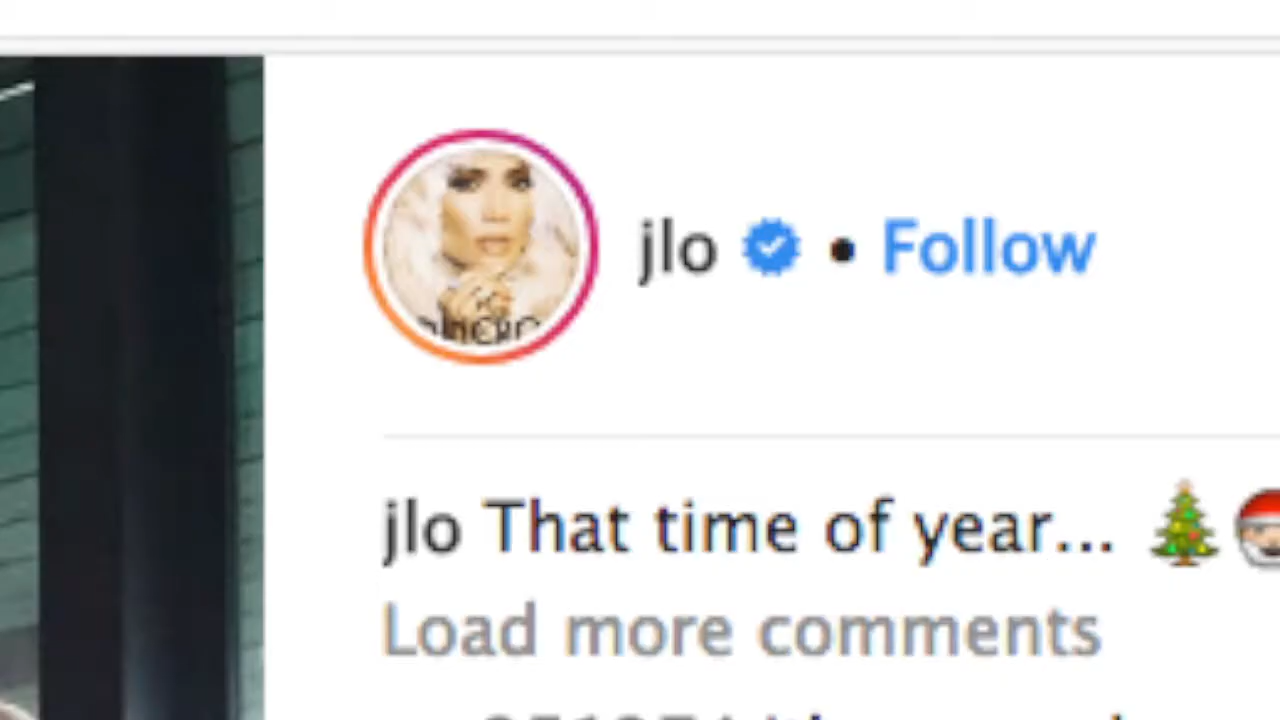 jlo • Follow
jlo That time of year... 🎄🎅
Load more comments